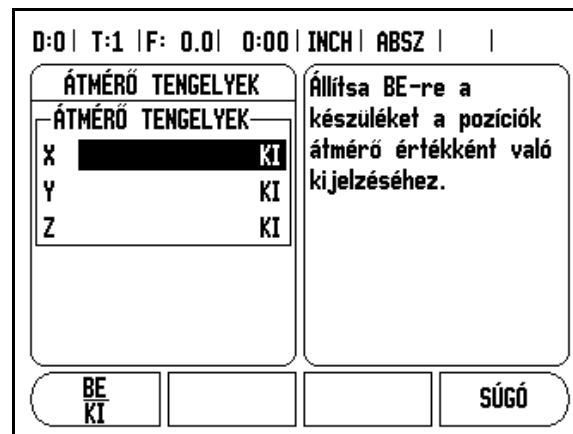 D:0 | T:1 | F: 0.0 | 0:00 | INCH | ABSZ | |
ÁTMÉRŐ TENGELYEK
ÁTMÉRŐ TENGELYEK
X KI
Y KI
Z KI
Állítsa BE-re a
készüléket a pozíciók
átmérő értékként való
kijelzéséhez.
BE
KI
SÚGÓ